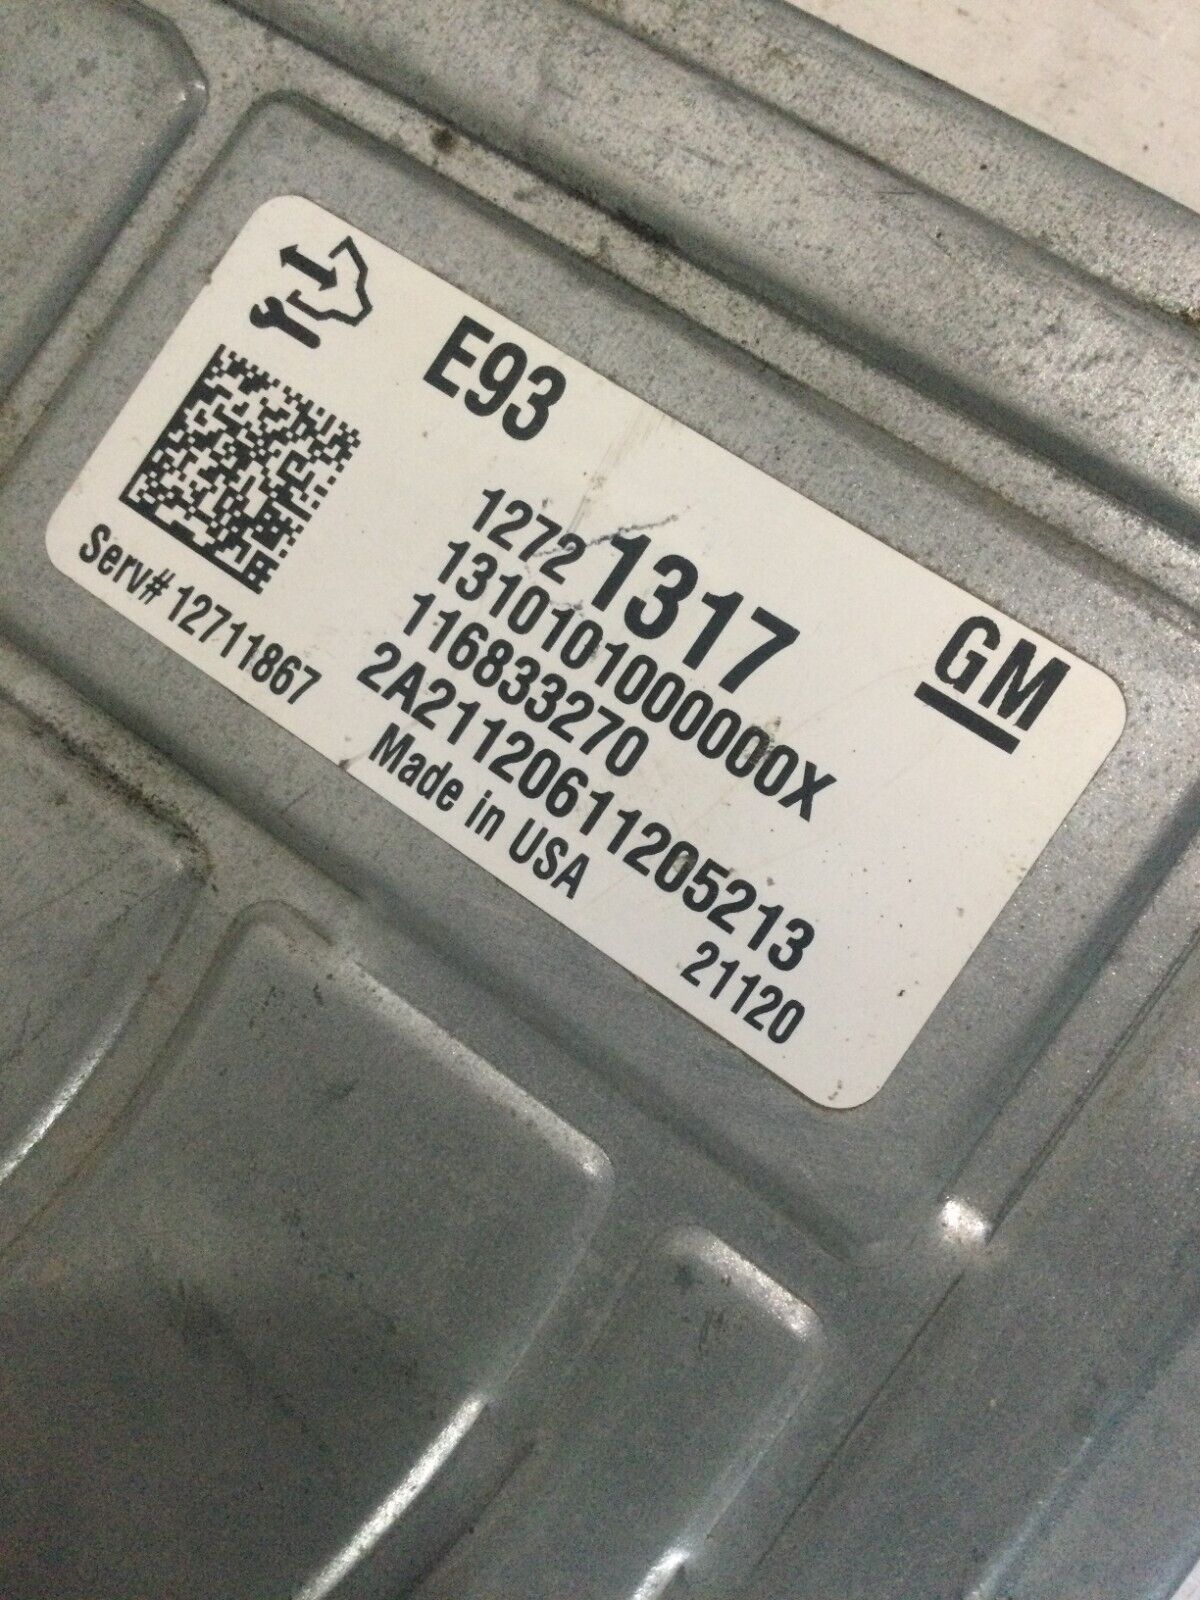 E93
12721317
GM
1310101000000X
116833270
2A21120611205213
Made in USA
21120
Serv# 12711867